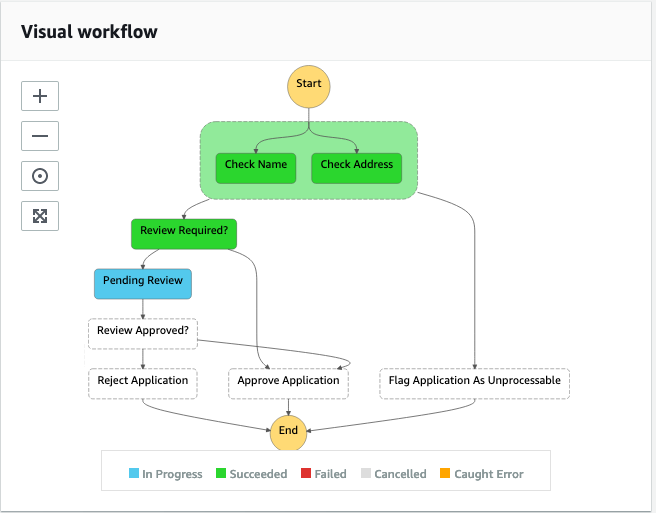 Visual workflow
Start
Check Name
Check Address
Review Required?
Pending Review
Review Approved?
Reject Application
Approve Application
Flag Application As Unprocessable
End
In Progress
Succeeded
Failed
Cancelled
Caught Error